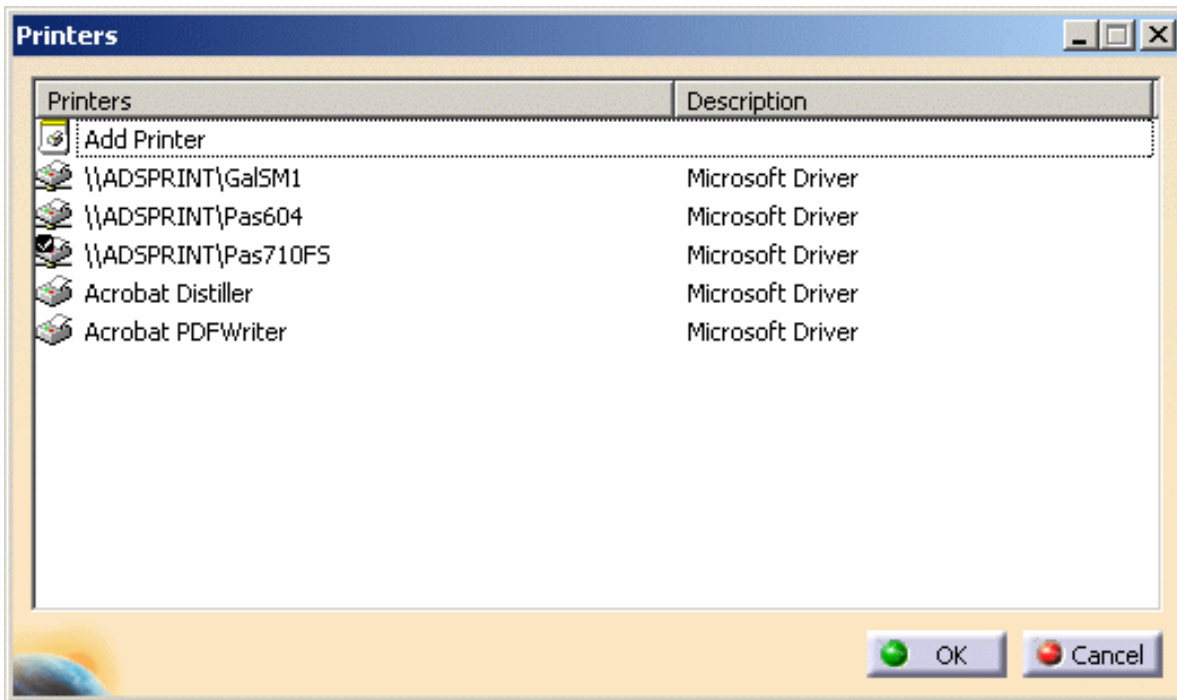 Printers
Printers Description
Add Printer
\\ADSPRINT\GalSM1 Microsoft Driver
\\ADSPRINT\Pas604 Microsoft Driver
\\ADSPRINT\Pas710FS Microsoft Driver
Acrobat Distiller Microsoft Driver
Acrobat PDFWriter Microsoft Driver
OK Cancel